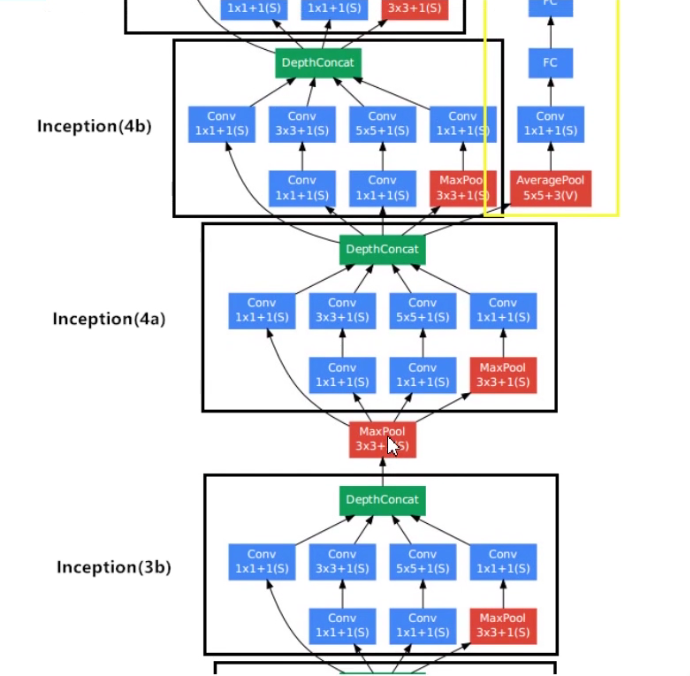 1x1+1(S)
1x1+1(S)
3x3+1(S)
FC
DepthConcat
FC
Inception(4b)
Conv
1x1+1(S)
Conv
3x3+1(S)
Conv
5x5+1(S)
Conv
1x1+1(S)
Conv
1x1+1(S)
Conv
1x1+1(S)
Conv
1x1+1(S)
MaxPool
3x3+1(S)
AveragePool
5x5+3(V)
DepthConcat
Inception(4a)
Conv
1x1+1(S)
Conv
3x3+1(S)
Conv
5x5+1(S)
Conv
1x1+1(S)
Conv
1x1+1(S)
Conv
1x1+1(S)
MaxPool
3x3+1(S)
MaxPool
DepthConcat
Inception(3b)
Conv
1x1+1(S)
Conv
3x3+1(S)
Conv
5x5+1(S)
Conv
1x1+1(S)
Conv
1x1+1(S)
Conv
1x1+1(S)
MaxPool
3x3+1(S)